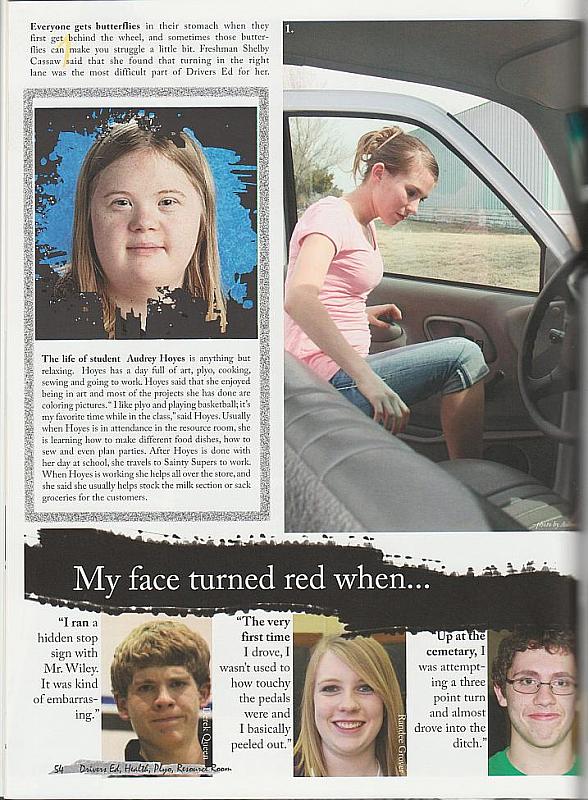 Everyone gets butterflies in their stomach when they
first get behind the wheel, and sometimes those butter-
flies can make you struggle a little bit. Freshman Shelby
Cassaw said that she found that turning in the right
lane was the most difficult part of Drivers Ed for her.
1.
The life of student Audrey Hoyes is anything but
relaxing. Hoyes has a day full of art, plyo, cooking,
sewing and going to work. Hoyes said that she enjoyed
being in art and most of the projects she has done are
coloring pictures. "I like plyo and playing basketball; it's
my favorite time while in the class," said Hoyes. Usually
when Hoyes is in attendance in the resource room, she
is learning how to make different food dishes, how to
sew and even plan parties. After Hoyes is done with
her day at school, she travels to Sainty Supers to work.
When Hoyes is working she helps all over the store, and
she said she usually helps stock the milk section or sack
groceries for the customers.
photo by
My face turned red when...
"I ran a
hidden stop
sign with
Mr. Wiley.
It was kind
of embarras-
ing."
Derek Queen
"The very
first time
I drove, I
wasn't used to
how touchy
the pedals
were and
I basically
peeled out."
Randee Grover
"Up at the
cemetary, I
was attempt-
ing a three
point turn
and almost
drove into the
ditch."
54 Drivers Ed, Health, Plyo, Resource Room